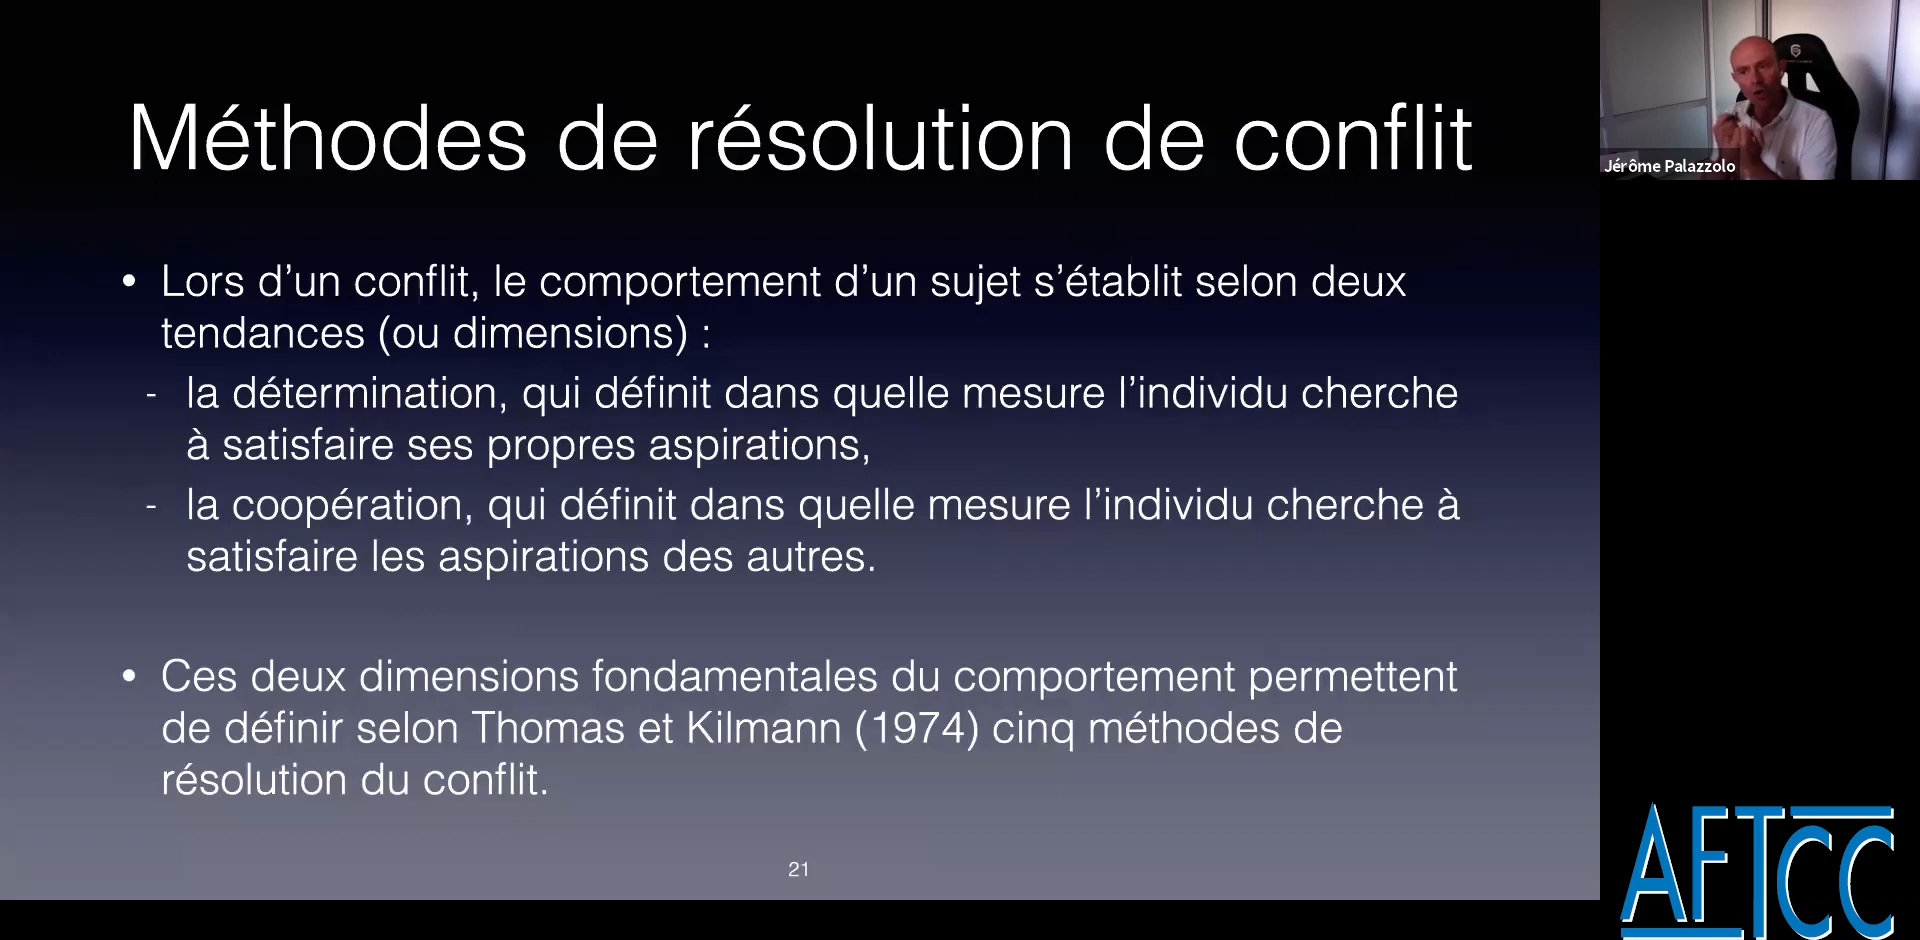 Méthodes de résolution de conflit
• Lors d’un conflit, le comportement d’un sujet s’établit selon deux
tendances (ou dimensions) :
- la détermination, qui définit dans quelle mesure l’individu cherche
à satisfaire ses propres aspirations,
- la coopération, qui définit dans quelle mesure l’individu cherche à
satisfaire les aspirations des autres.
• Ces deux dimensions fondamentales du comportement permettent
de définir selon Thomas et Kilmann (1974) cinq méthodes de
résolution du conflit.
21
Jérôme Palazzolo
AFTCC